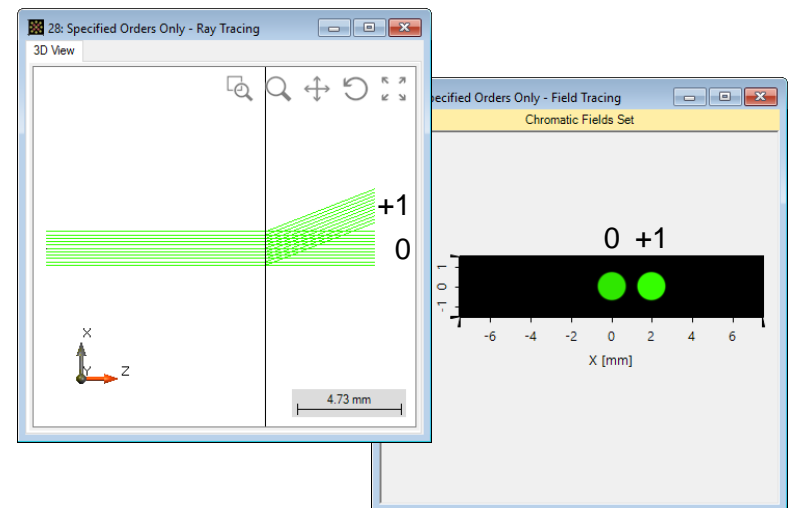 28: Specified Orders Only - Ray Tracing
3D View
+1
0
X
Y
Z
4.73 mm
pecified Orders Only - Field Tracing
Chromatic Fields Set
0 +1
-1 0 1
-6 -4 -2 0 2 4 6
X [mm]